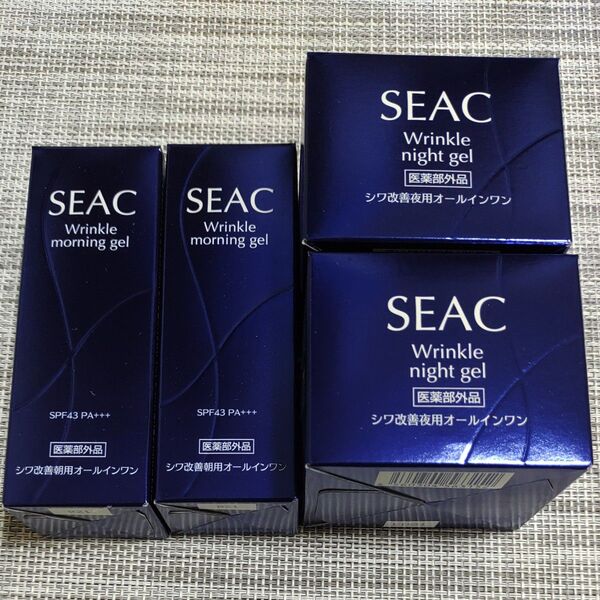 SEAC
Wrinkle
morning gel
SPF43 PA+++
医薬部外品
シワ改善朝用オールインワン
SEAC
Wrinkle
morning gel
SPF43 PA+++
医薬部外品
シワ改善朝用オールインワン
SEAC
Wrinkle
night gel
医薬部外品
シワ改善夜用オールインワン
SEAC
Wrinkle
night gel
医薬部外品
シワ改善夜用オールインワン